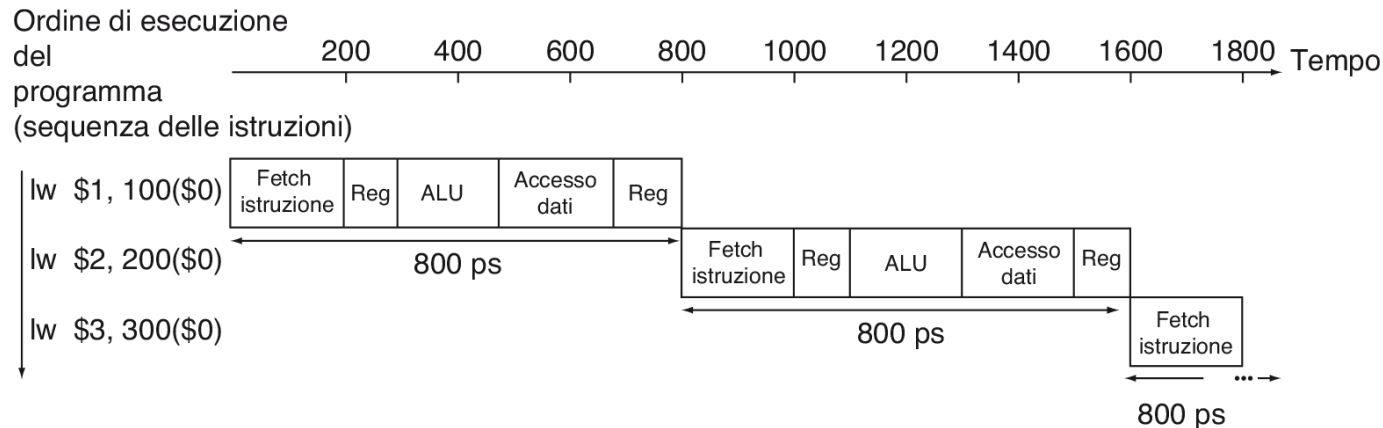 Ordine di esecuzione
del
programma
(sequenza delle istruzioni)
200 400 600 800 1000 1200 1400 1600 1800 Tempo
lw $1, 100($0)
Fetch
istruzione
Reg
ALU
Accesso
dati
Reg
800 ps
lw $2, 200($0)
Fetch
istruzione
Reg
ALU
Accesso
dati
Reg
800 ps
lw $3, 300($0)
Fetch
istruzione
...
800 ps